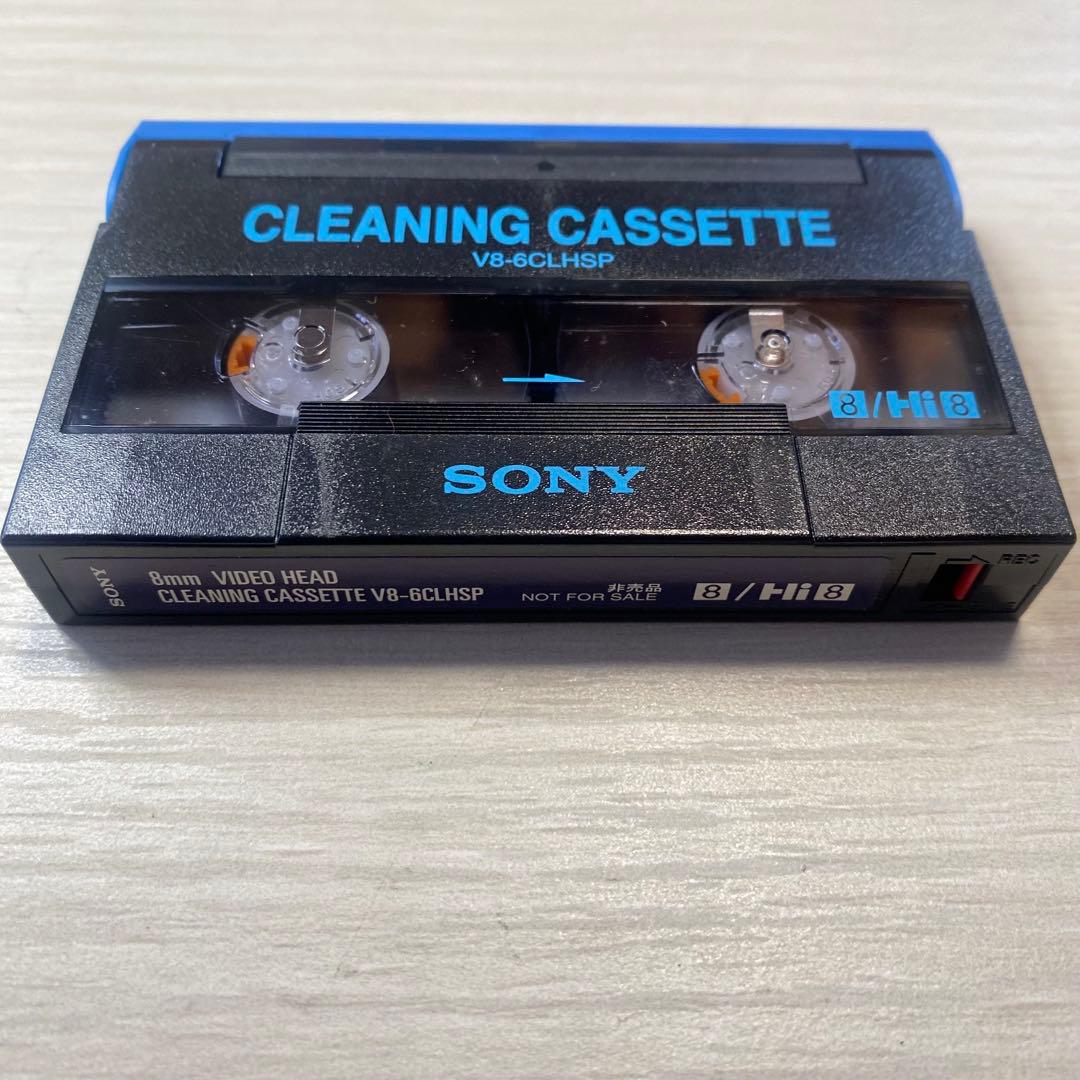 CLEANING CASSETTE
V8-6CLHSP
8/Hi8
SONY
SONY
8mm VIDEO HEAD
CLEANING CASSETTE V8-6CLHSP
非売品
NOT FOR SALE
8/Hi8
REC